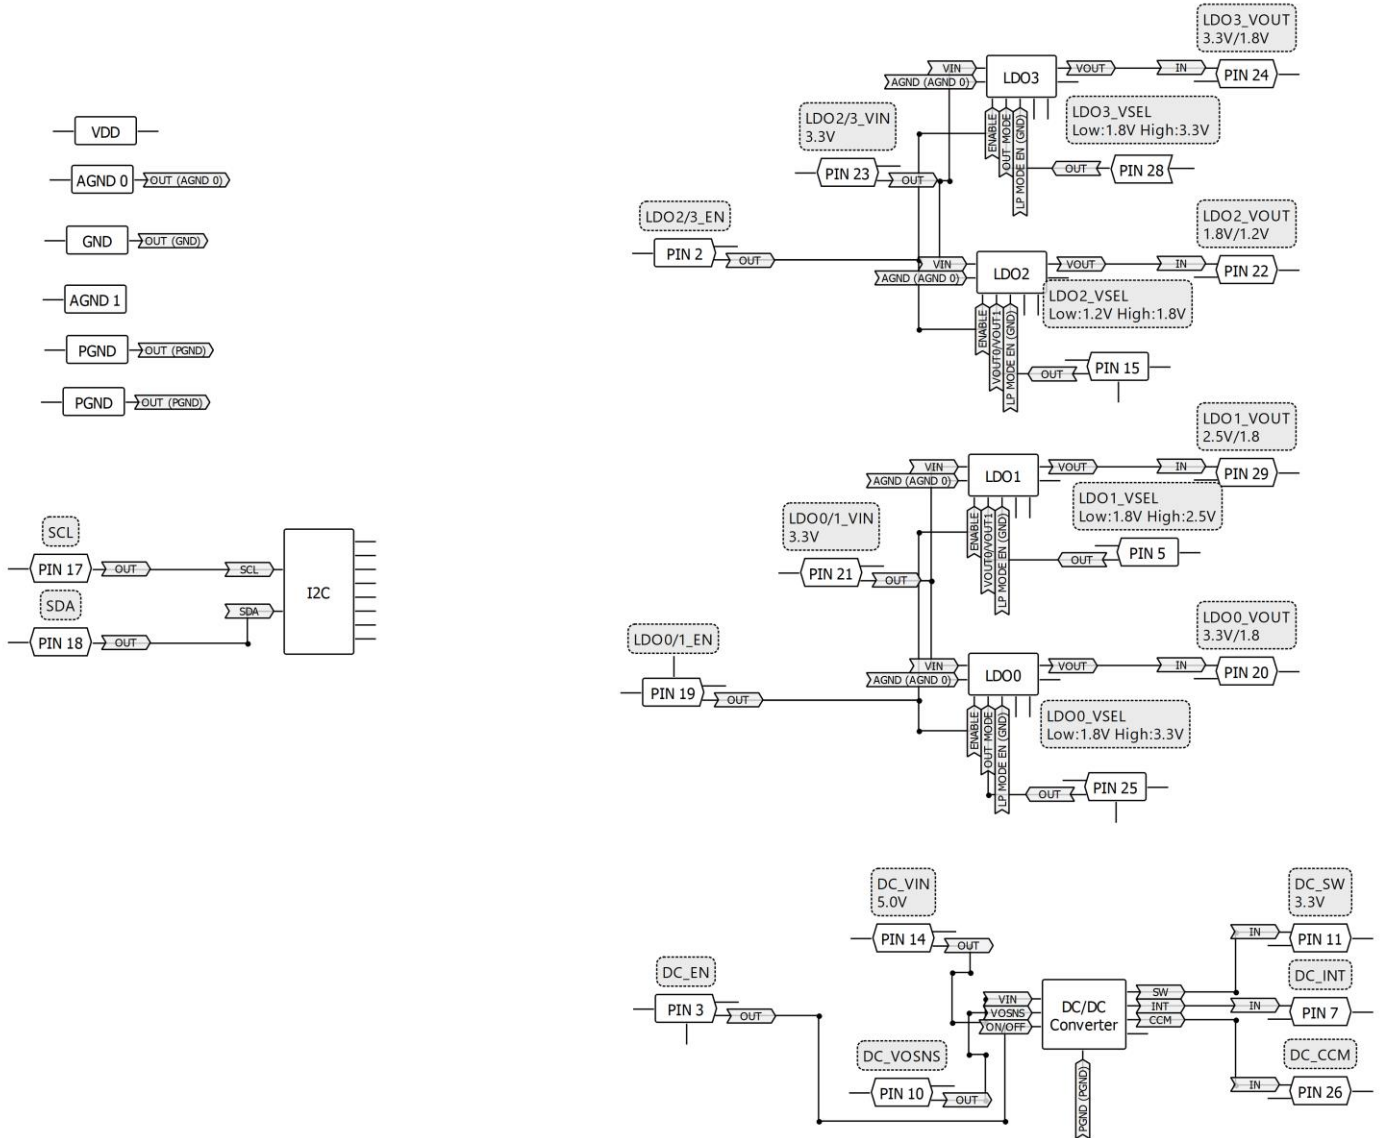 VDD
AGND 0
OUT (AGND 0)
GND
OUT (GND)
AGND 1
PGND
OUT (PGND)
PGND
OUT (PGND)
SCL
PIN 17
OUT
SCL
SDA
PIN 18
OUT
SDA
I2C
LDO3_VOUT
3.3V/1.8V
VIN
AGND (AGND 0)
LDO3
VOUT
IN
PIN 24
LDO2/3_VIN
3.3V
PIN 23
OUT
ENABLE
OUT MODE
LP MODE EN (GND)
LDO3_VSEL
Low:1.8V High:3.3V
OUT
PIN 28
LDO2/3_EN
PIN 2
OUT
LDO2_VOUT
1.8V/1.2V
VIN
AGND (AGND 0)
LDO2
VOUT
IN
PIN 22
LDO2_VSEL
Low:1.2V High:1.8V
ENABLE
VOUT0/VOUT1
LP MODE EN (GND)
OUT
PIN 15
LDO1_VOUT
2.5V/1.8
VIN
AGND (AGND 0)
LDO1
VOUT
IN
PIN 29
LDO0/1_VIN
3.3V
PIN 21
OUT
ENABLE
VOUT0/VOUT1
LP MODE EN (GND)
LDO1_VSEL
Low:1.8V High:2.5V
OUT
PIN 5
LDO0/1_EN
PIN 19
OUT
LDO0_VOUT
3.3V/1.8
VIN
AGND (AGND 0)
LDO0
VOUT
IN
PIN 20
ENABLE
OUT MODE
LP MODE EN (GND)
LDO0_VSEL
Low:1.8V High:3.3V
OUT
PIN 25
DC_VIN
5.0V
PIN 14
OUT
DC_EN
PIN 3
OUT
DC_VOSNS
PIN 10
OUT
VIN
VOSNS
ON/OFF
DC/DC
Converter
SW
INT
CCM
PGND (PGND)
DC_SW
3.3V
IN
PIN 11
DC_INT
IN
PIN 7
DC_CCM
IN
PIN 26